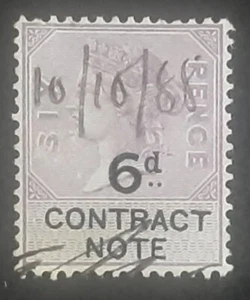 10/10/88
SIX PENCE
6d
CONTRACT
NOTE